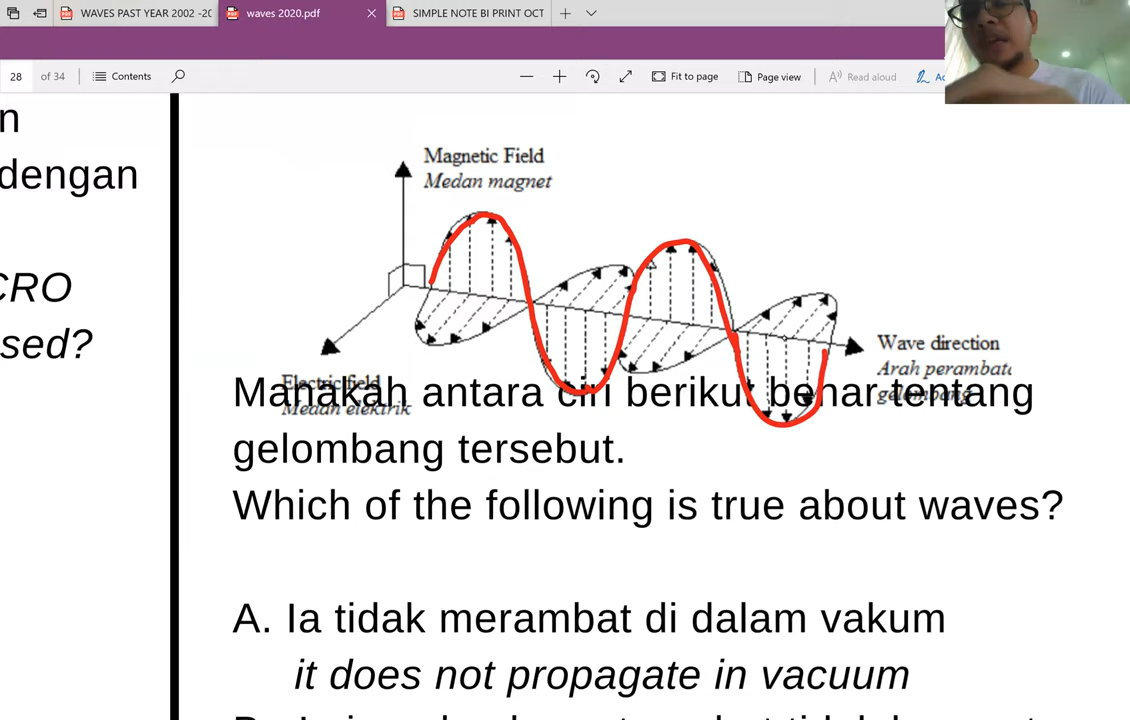 WAVES PAST YEAR 2002 -20
waves 2020.pdf
SIMPLE NOTE BI PRINT OCT
28 of 34
Contents
Fit to page
Page view
Read aloud
n
dengan
CRO
sed?
Magnetic Field
Medan magnet
Wave direction
Arah perambata
gelombang
Electric field
Medan elektrik
Manakah antara ciri berikut benar tentang
gelombang tersebut.
Which of the following is true about waves?
A. Ia tidak merambat di dalam vakum
it does not propagate in vacuum